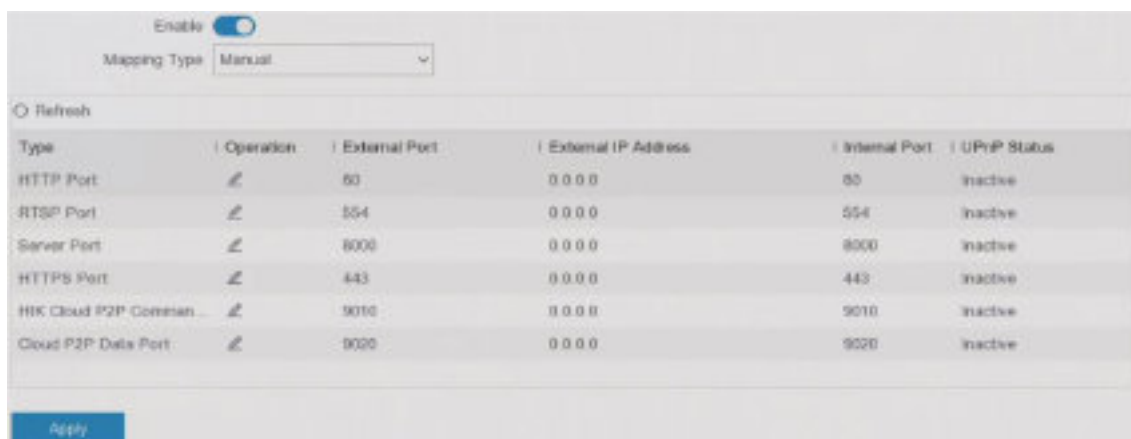 Enable
Mapping Type Manual
Refresh
Type Operation External Port External IP Address Internal Port UPnP Status
HTTP Port 80 0.0.0.0 80 Inactive
RTSP Port 554 0.0.0.0 554 Inactive
Server Port 8000 0.0.0.0 8000 Inactive
HTTPS Port 443 0.0.0.0 443 Inactive
HIK Cloud P2P Comman... 9010 0.0.0.0 9010 Inactive
Cloud P2P Data Port 9020 0.0.0.0 9020 Inactive
Apply